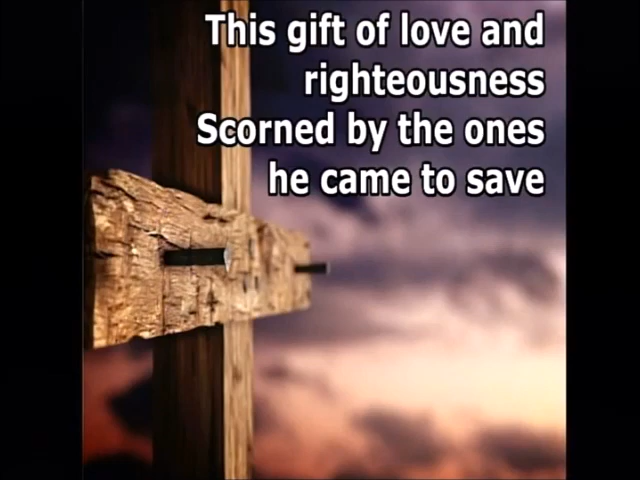 This gift of love and
righteousness
Scorned by the ones
he came to save